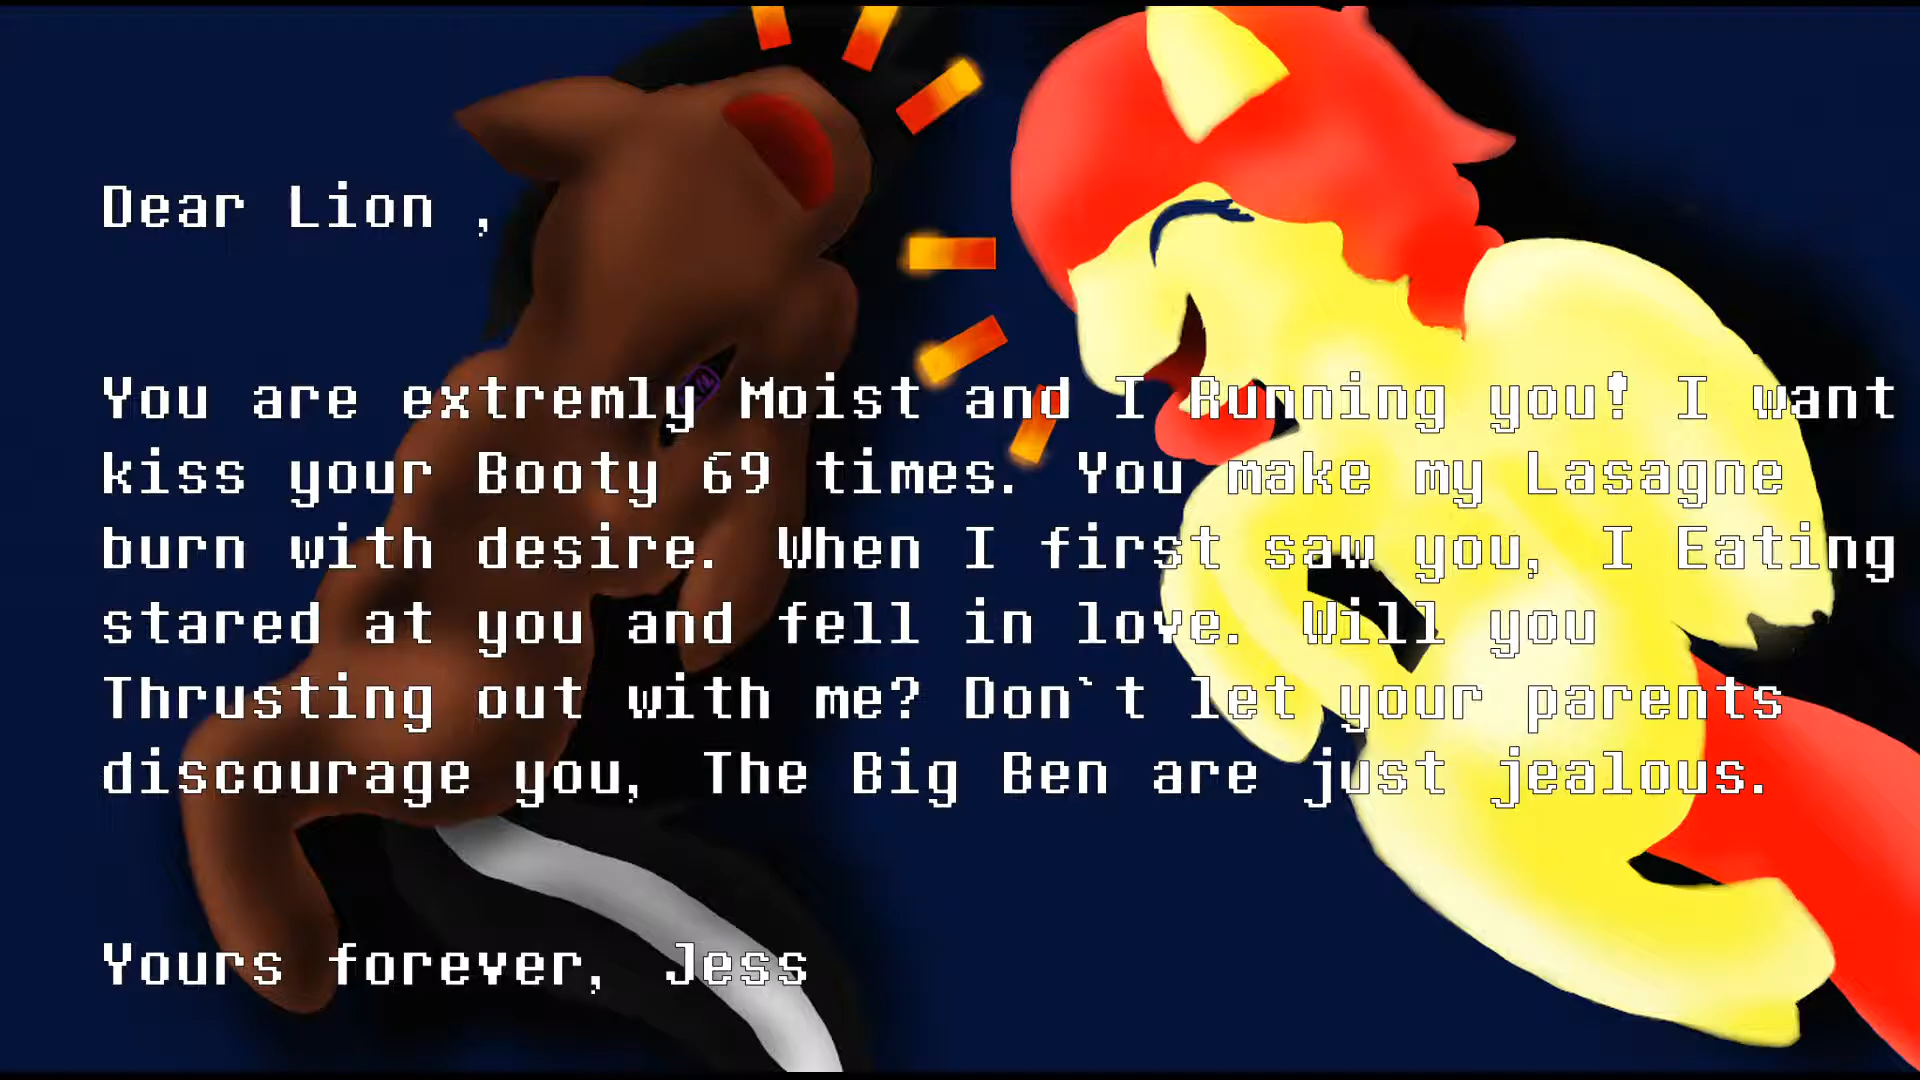 Dear Lion ,
You are extremly Moist and I Running you! I want
kiss your Booty 69 times. You make my Lasagne
burn with desire. When I first saw you, I Eating
stared at you and fell in love. Will you
Thrusting out with me? Don`t let your parents
discourage you, The Big Ben are just jealous.
Yours forever, Jess